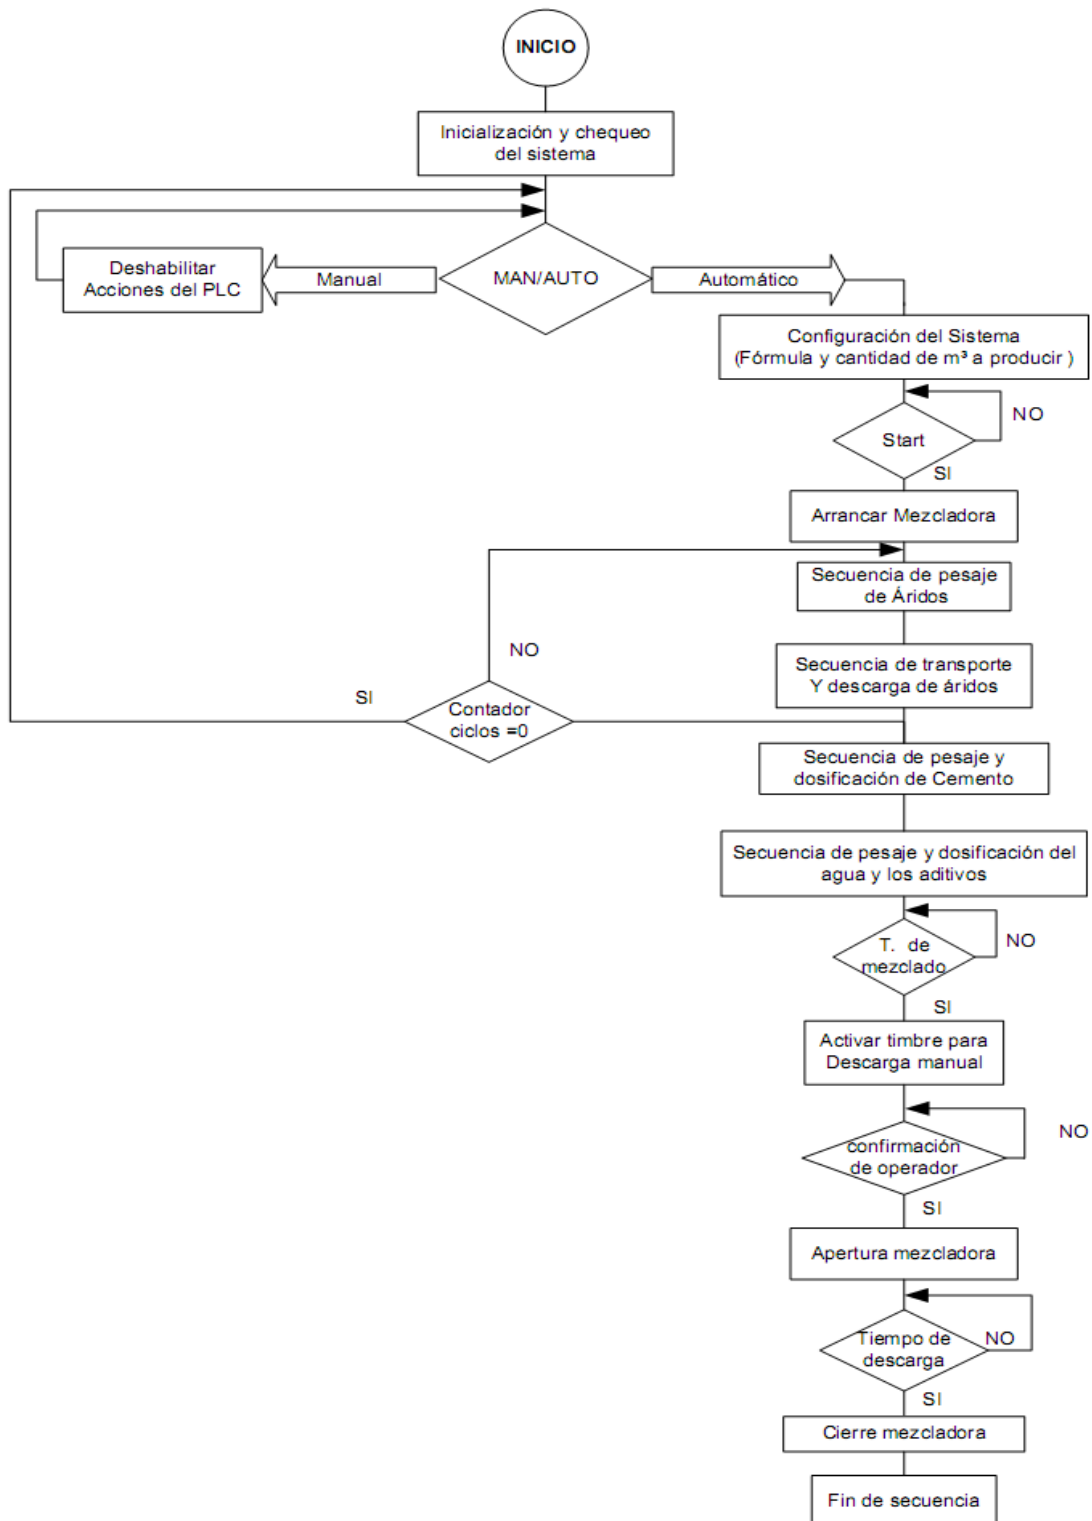 INICIO
Inicialización y chequeo
del sistema
MAN/AUTO
Manual
Automático
Deshabilitar
Acciones del PLC
Configuración del Sistema
(Fórmula y cantidad de m³ a producir )
Start
NO
SI
Arrancar Mezcladora
Secuencia de pesaje
de Áridos
Secuencia de transporte
Y descarga de áridos
NO
SI
Contador
ciclos =0
Secuencia de pesaje y
dosificación de Cemento
Secuencia de pesaje y dosificación del
agua y los aditivos
T. de
mezclado
NO
SI
Activar timbre para
Descarga manual
confirmación
de operador
NO
SI
Apertura mezcladora
Tiempo de
descarga
NO
SI
Cierre mezcladora
Fin de secuencia